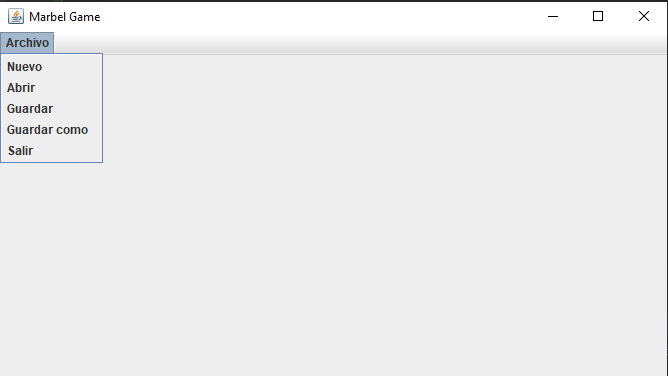 Marbel Game
Archivo
Nuevo
Abrir
Guardar
Guardar como
Salir